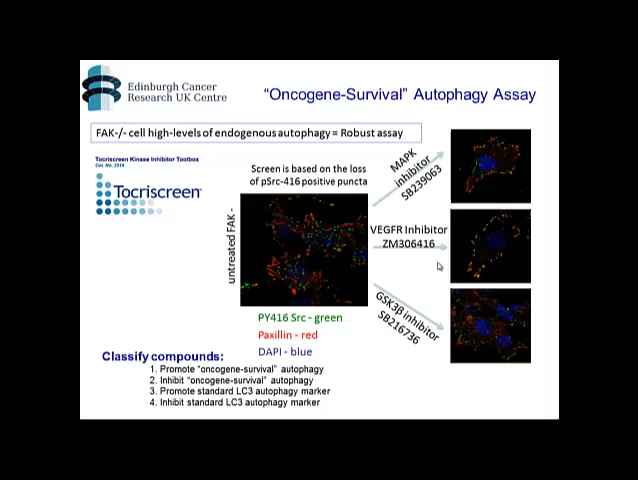 Edinburgh Cancer
Research UK Centre
“Oncogene-Survival” Autophagy Assay
FAK-/- cell high-levels of endogenous autophagy = Robust assay
Tocriscreen Kinase Inhibitor Toolbox
Cat. No. 3514
Tocriscreen
Screen is based on the loss
of pSrc-416 positive puncta
untreated FAK -
MAPK
inhibitor
SB239063
VEGFR Inhibitor
ZM306416
GSK3β inhibitor
SB216736
PY416 Src - green
Paxillin - red
DAPI - blue
Classify compounds:
1. Promote “oncogene-survival” autophagy
2. Inhibit “oncogene-survival” autophagy
3. Promote standard LC3 autophagy marker
4. Inhibit standard LC3 autophagy marker